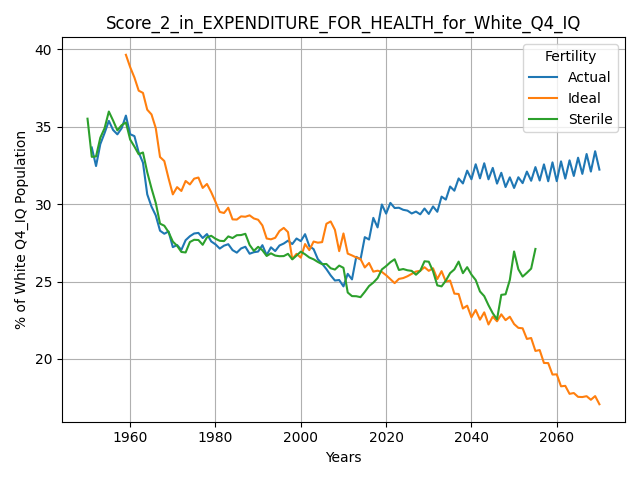 Score_2_in_EXPENDITURE_FOR_HEALTH_for_White_Q4_IQ
Fertility
Actual
Ideal
Sterile
% of White Q4_IQ Population
40
35
30
25
20
1960 1980 2000 2020 2040 2060
Years